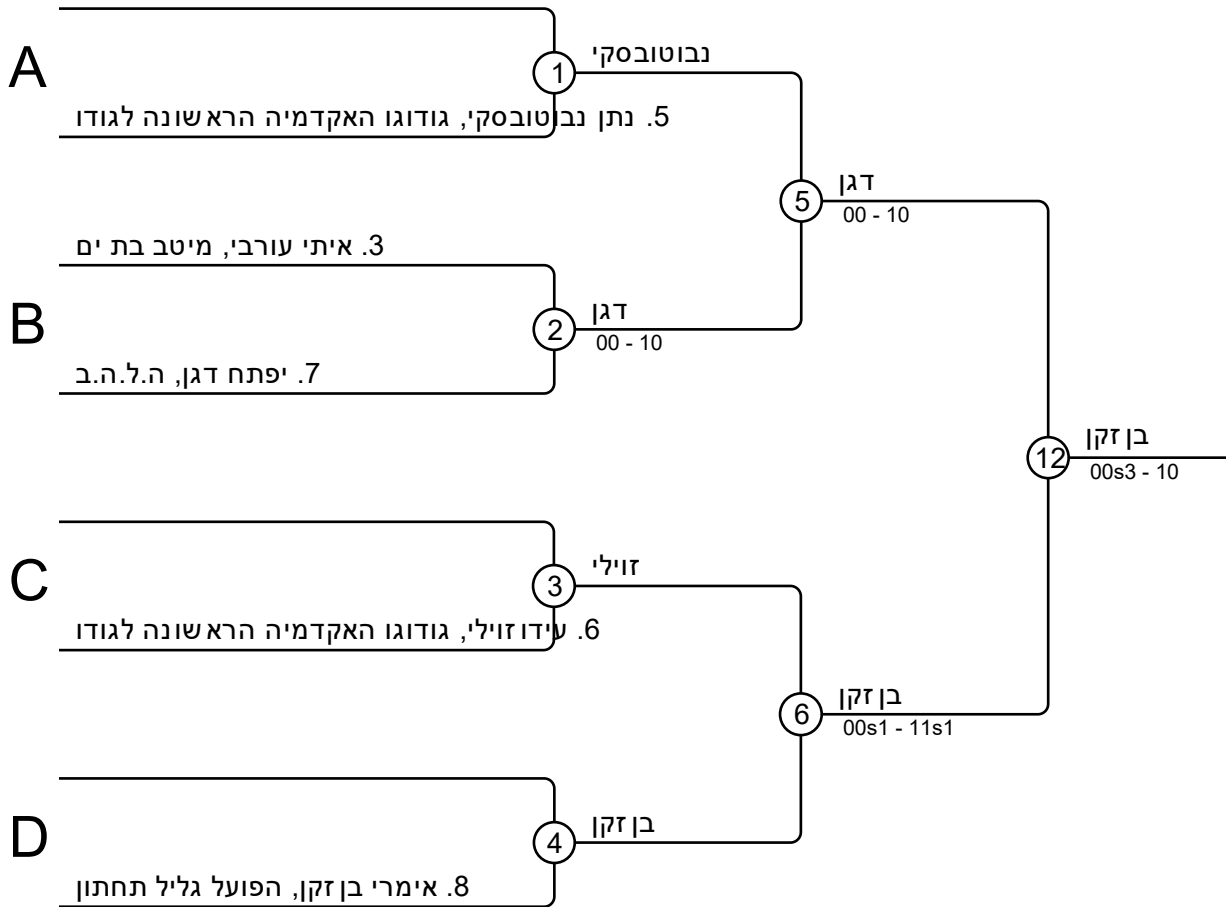 A
1
נבוטובסקי
5. נתן נבוטובסקי, גודוגו האקדמיה הראשונה לגודו
5
דגן
00 - 10
3. איתי עורבי, מיטב בת ים
B
2
דגן
00 - 10
7. יפתח דגן, ה.ל.ה.ב
12
בן זקן
00s3 - 10
C
3
זוילי
6. עידו זוילי, גודוגו האקדמיה הראשונה לגודו
6
בן זקן
00s1 - 11s1
D
4
בן זקן
8. אימרי בן זקן, הפועל גליל תחתון